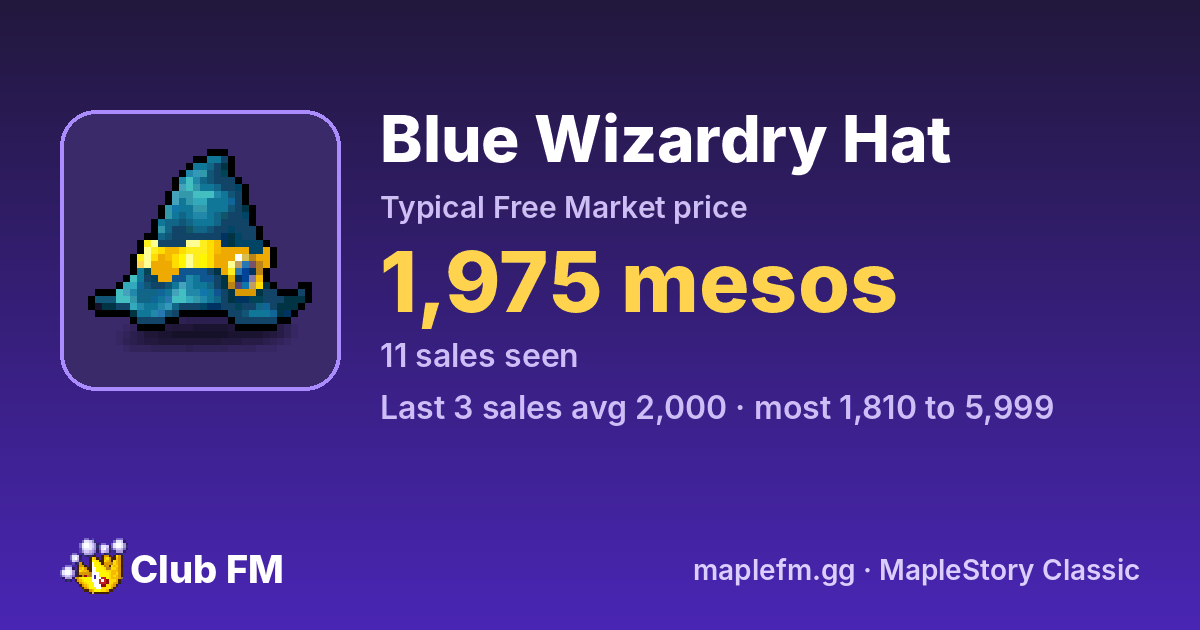 Blue Wizardry Hat
Typical Free Market price
1,975 mesos
11 sales seen
Last 3 sales avg 2,000 · most 1,810 to 5,999
Club FM
maplefm.gg · MapleStory Classic